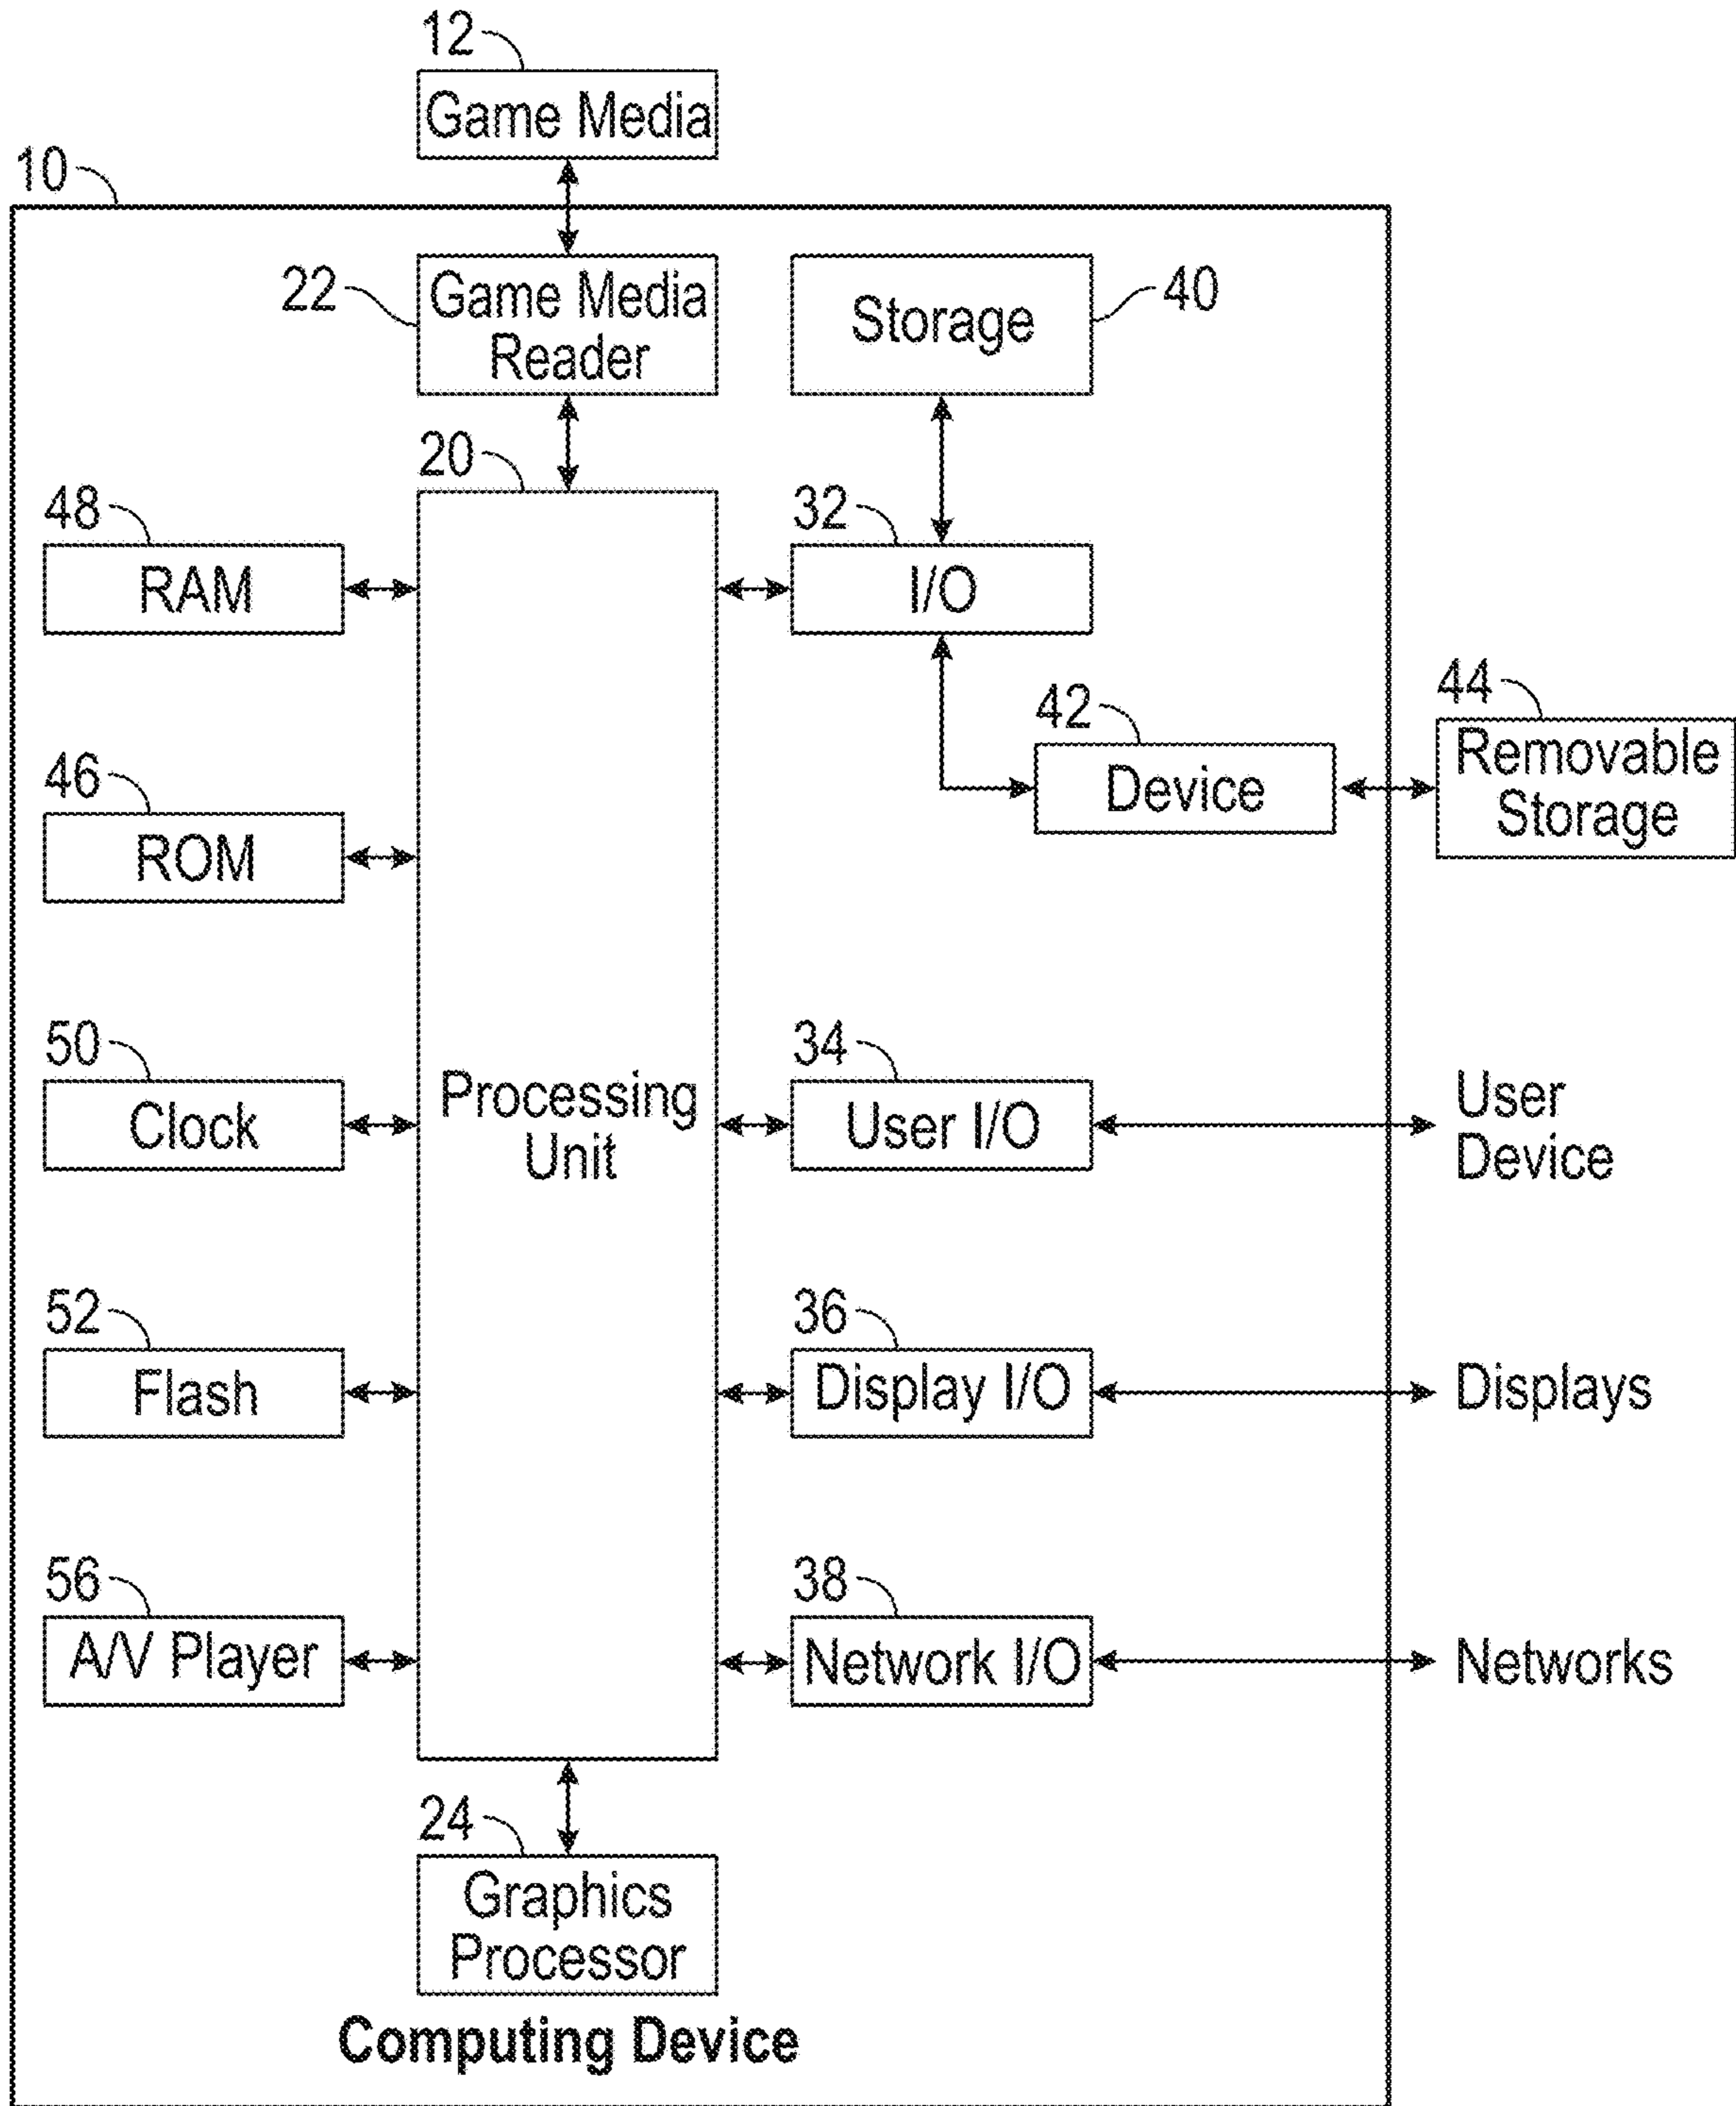 12
Game Media
10
22
Game Media
Reader
Storage
40
20
48
RAM
32
I/O
44
Removable
Storage
42
Device
46
ROM
50
Clock
Processing
Unit
34
User I/O
User
Device
52
Flash
36
Display I/O
Displays
56
A/V Player
38
Network I/O
Networks
24
Graphics
Processor
Computing Device